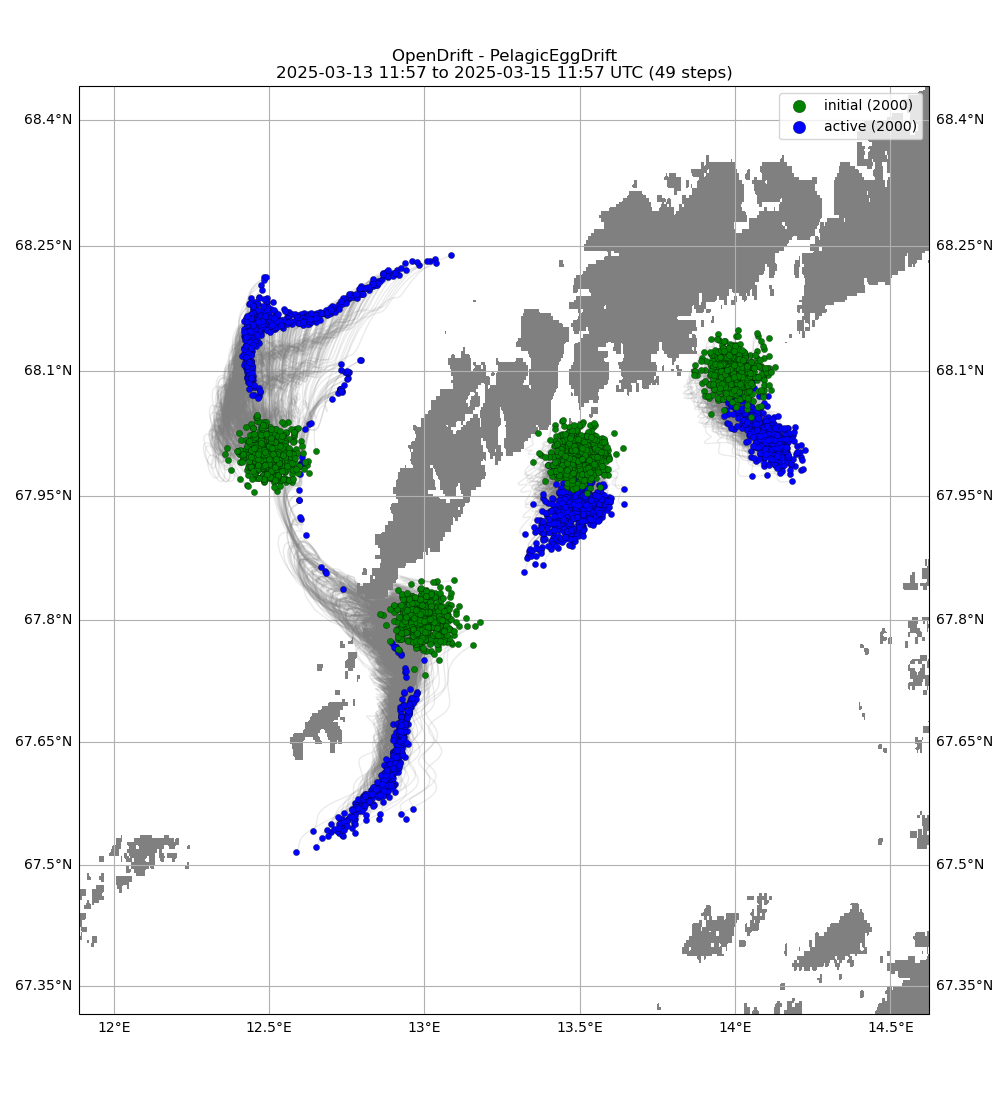 OpenDrift - PelagicEggDrift
2025-03-13 11:57 to 2025-03-15 11:57 UTC (49 steps)
initial (2000)
active (2000)
68.4°N 68.4°N
68.25°N 68.25°N
68.1°N 68.1°N
67.95°N 67.95°N
67.8°N 67.8°N
67.65°N 67.65°N
67.5°N 67.5°N
67.35°N 67.35°N
12°E 12.5°E 13°E 13.5°E 14°E 14.5°E